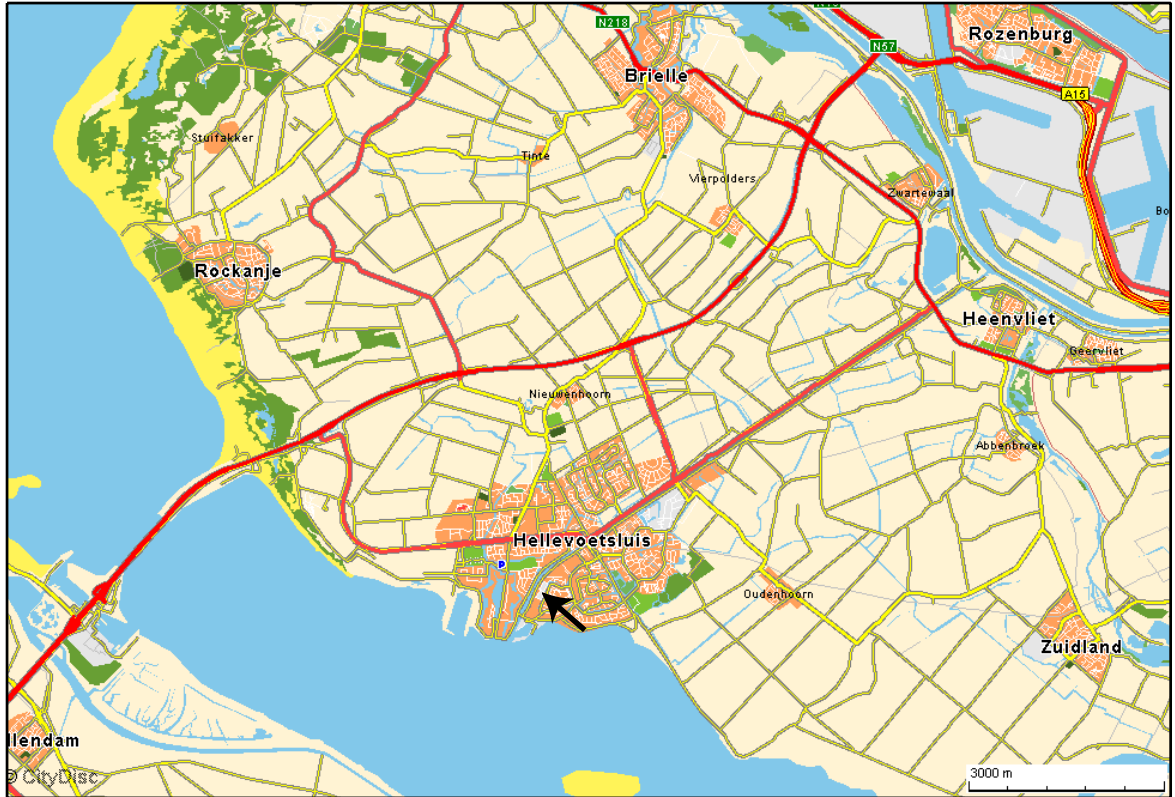 N218
N57
Rozenburg
Brielle
A15
Stuifakker
Tinte
Vierpolders
Zwartewaal
Bo
Rockanje
Heenvliet
Geervliet
Nieuwenhoorn
Abbenbroek
Hellevoetsluis
P
Oudenhoorn
Zuidland
llendam
© CityDisc
3000 m